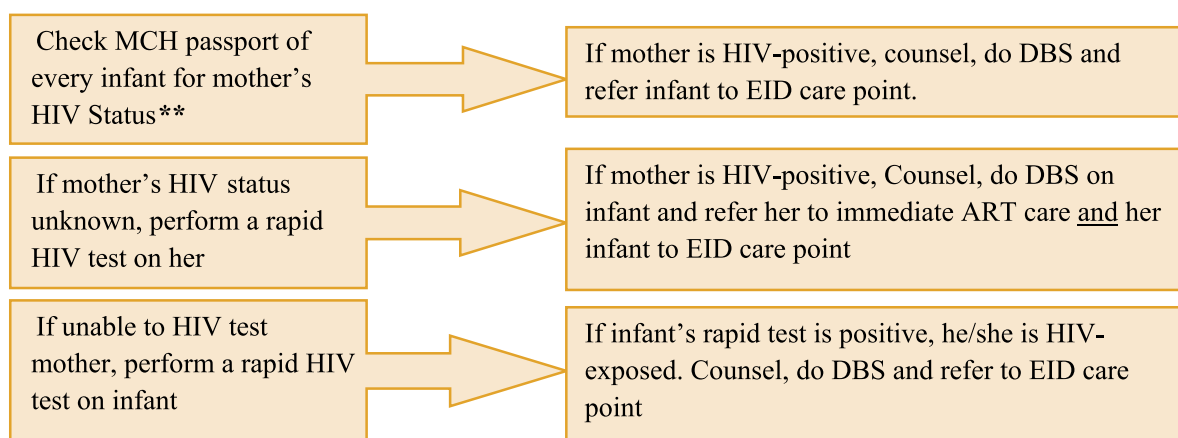 Check MCH passport of
every infant for mother's
HIV Status**
If mother is HIV-positive, counsel, do DBS and
refer infant to EID care point.
If mother's HIV status
unknown, perform a rapid
HIV test on her
If mother is HIV-positive, Counsel, do DBS on
infant and refer her to immediate ART care and her
infant to EID care point
If unable to HIV test
mother, perform a rapid HIV
test on infant
If infant's rapid test is positive, he/she is HIV-
exposed. Counsel, do DBS and refer to EID care
point